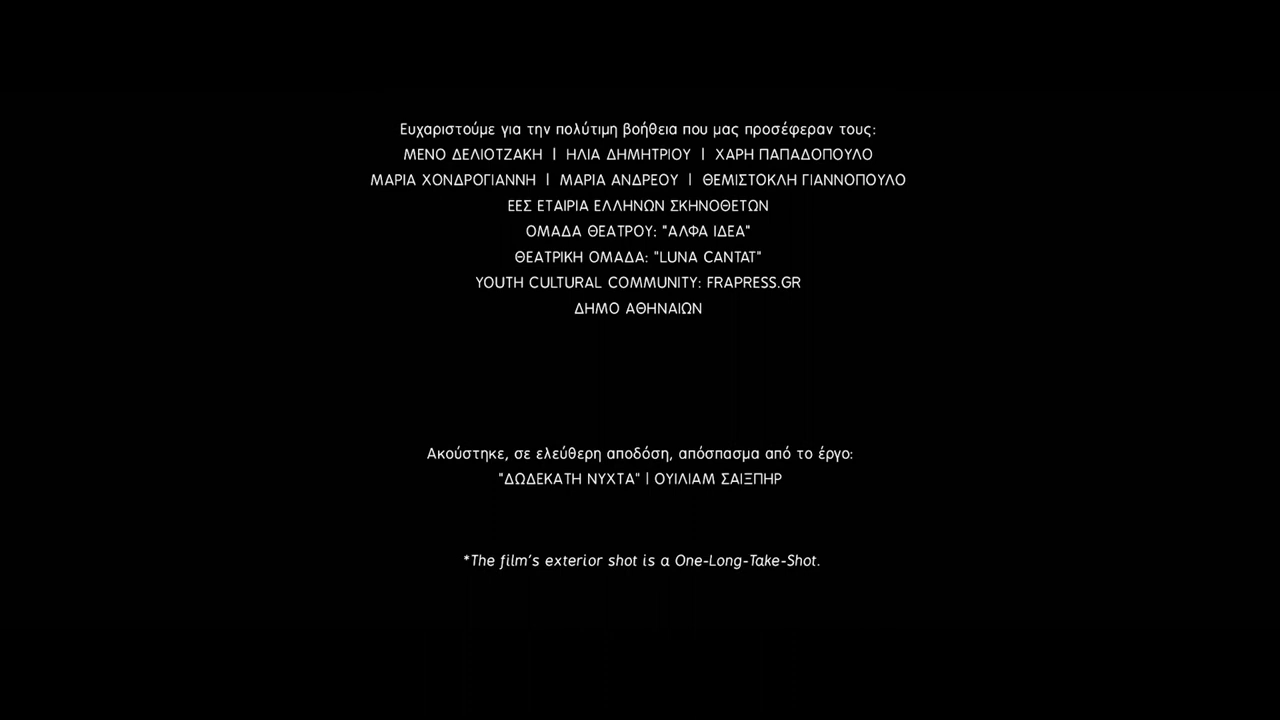 Ευχαριστούμε για την πολύτιμη βοήθεια που μας προσέφεραν τους:
ΜΕΝΟ ΔΕΛΙΟΤΖΑΚΗ | ΗΛΙΑ ΔΗΜΗΤΡΙΟΥ | ΧΑΡΗ ΠΑΠΑΔΟΠΟΥΛΟ
ΜΑΡΙΑ ΧΟΝΔΡΟΓΙΑΝΝΗ | ΜΑΡΙΑ ΑΝΔΡΕΟΥ | ΘΕΜΙΣΤΟΚΛΗ ΓΙΑΝΝΟΠΟΥΛΟ
ΕΕΣ ΕΤΑΙΡΙΑ ΕΛΛΗΝΩΝ ΣΚΗΝΟΘΕΤΩΝ
ΟΜΑΔΑ ΘΕΑΤΡΟΥ: "ΑΛΦΑ ΙΔΕΑ"
ΘΕΑΤΡΙΚΗ ΟΜΑΔΑ: "LUNA CANTAT"
YOUTH CULTURAL COMMUNITY: FRAPRESS.GR
ΔΗΜΟ ΑΘΗΝΑΙΩΝ
Ακούστηκε, σε ελεύθερη αποδόση, απόσπασμα από το έργο:
"ΔΩΔΕΚΑΤΗ ΝΥΧΤΑ" | ΟΥΙΛΙΑΜ ΣΑΙΞΠΗΡ
*The film's exterior shot is a One-Long-Take-Shot.